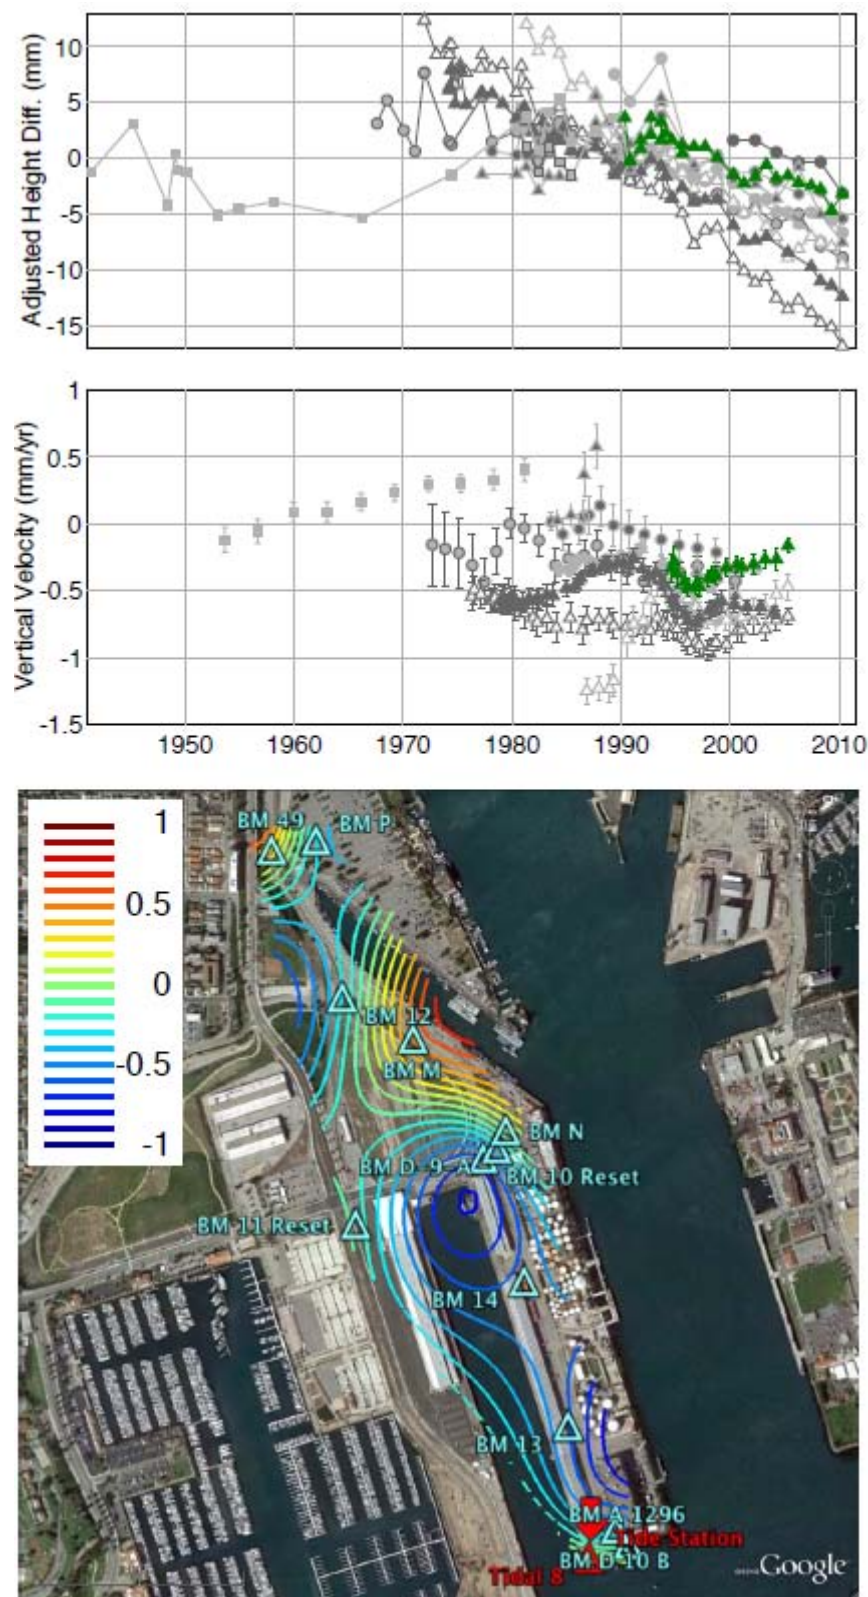 Adjusted Height Diff. (mm)
10
5
0
-5
-10
-15
Vertical Velocity (mm/yr)
1
0.5
0
-0.5
-1
-1.5
1950 1960 1970 1980 1990 2000 2010
1
0.5
0
-0.5
-1
BM 49
BM P
BM 12
BM M
BM N
BM D-9-A
BM 10 Reset
BM 11 Reset
BM 14
BM 13
BM A 1296
Tide Station
BM D 10 B
Tidal 8
Google